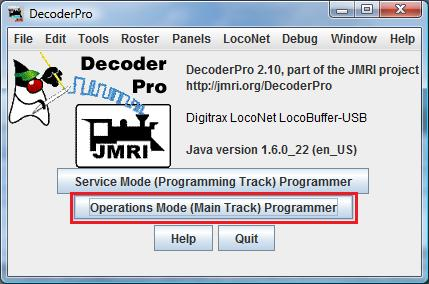 DecoderPro
File Edit Tools Roster Panels LocoNet Debug Window Help
Decoder
Pro
JMRI
DecoderPro 2.10, part of the JMRI project
http://jmri.org/DecoderPro
Digitrax LocoNet LocoBuffer-USB
Java version 1.6.0_22 (en_US)
Service Mode (Programming Track) Programmer
Operations Mode (Main Track) Programmer
Help Quit